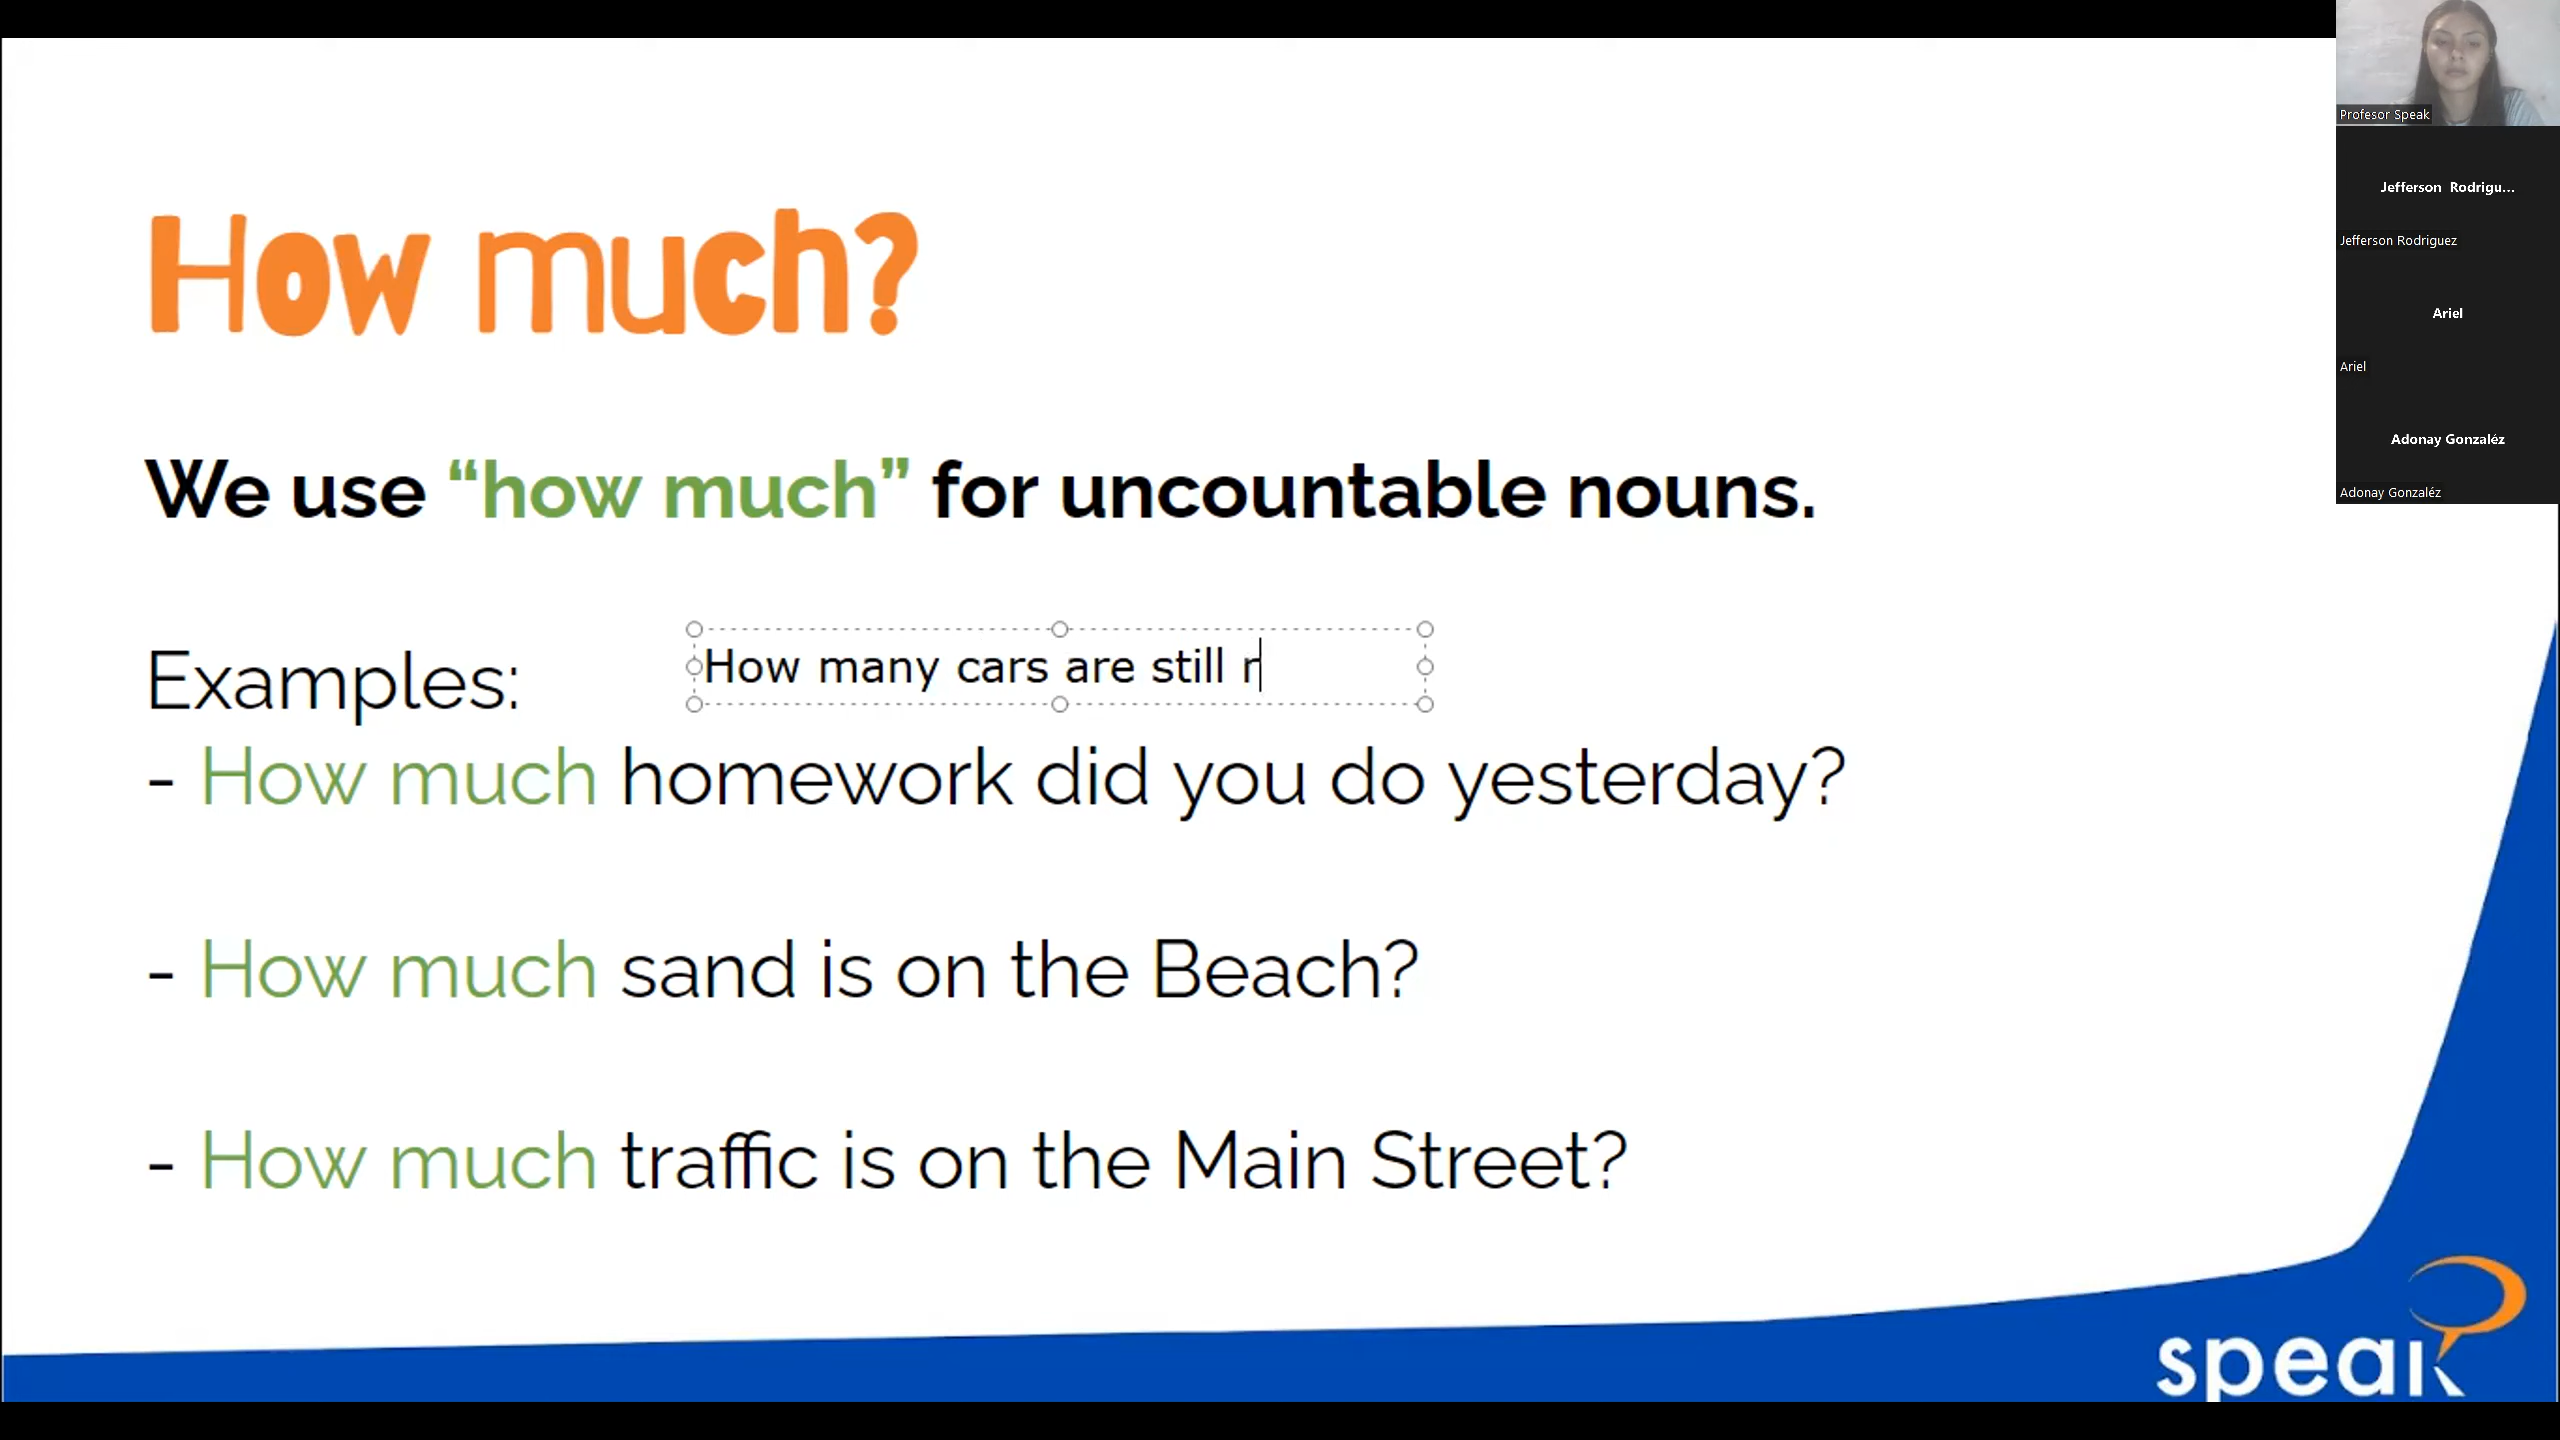 How much?
We use “how much” for uncountable nouns.
Examples:
How many cars are still r
- How much homework did you do yesterday?
- How much sand is on the Beach?
- How much traffic is on the Main Street?
speak
Profesor Speak
Jefferson Rodrigu...
Jefferson Rodriguez
Ariel
Ariel
Adonay Gonzaléz
Adonay Gonzaléz